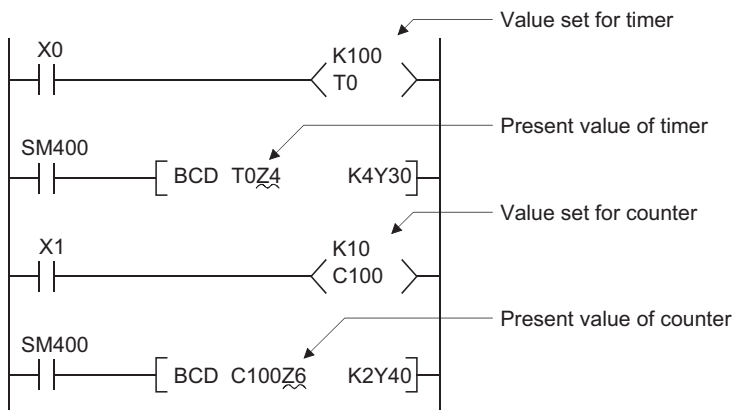 Value set for timer
X0
K100
T0
Present value of timer
SM400
BCD T0Z4 K4Y30
Value set for counter
X1
K10
C100
Present value of counter
SM400
BCD C100Z6 K2Y40